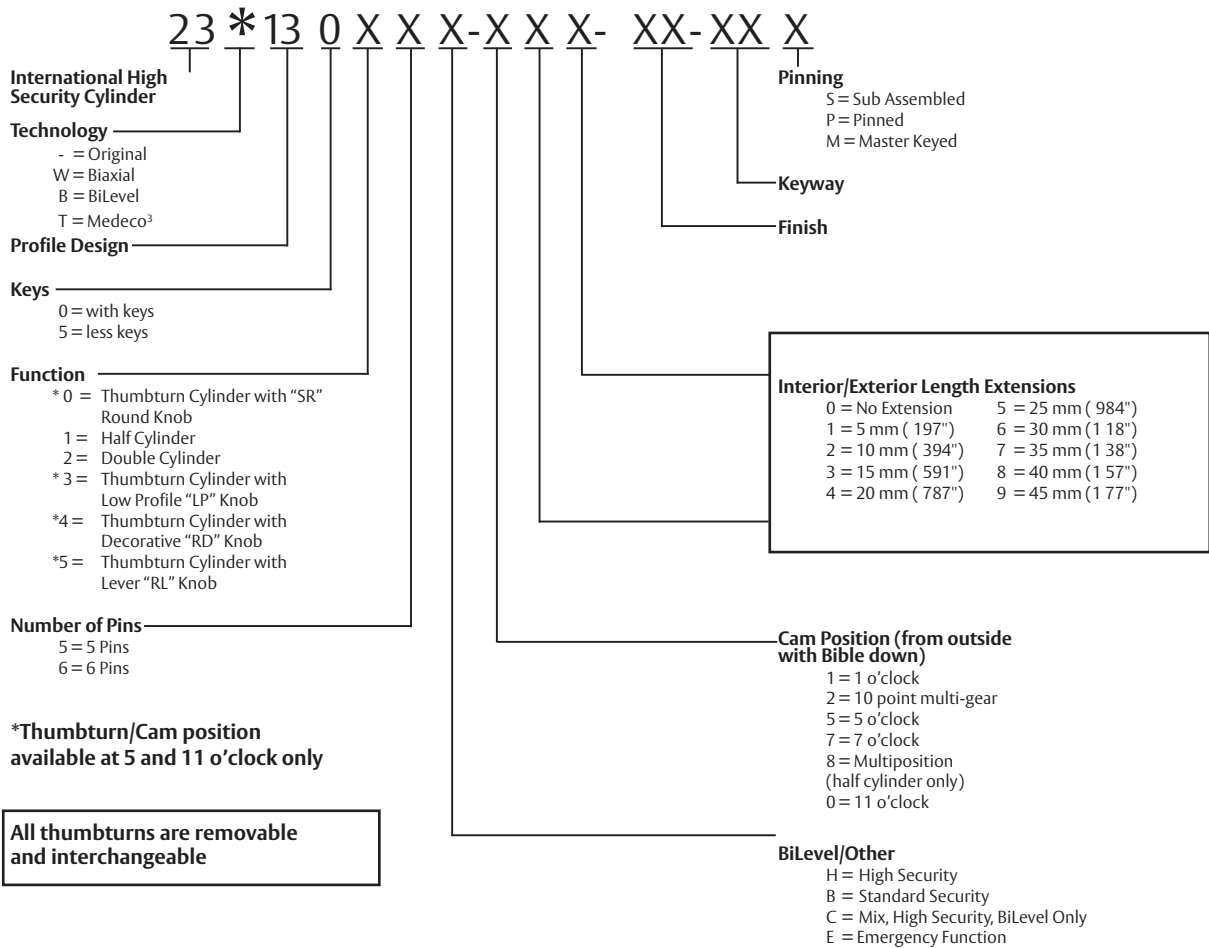 23 * 13 0 X X X-X X X- XX-XX X
International High
Security Cylinder
Technology
- = Original
W = Biaxial
B = BiLevel
T = Medeco³
Profile Design
Keys
0 = with keys
5 = less keys
Function
* 0 = Thumbturn Cylinder with “SR”
Round Knob
1 = Half Cylinder
2 = Double Cylinder
* 3 = Thumbturn Cylinder with
Low Profile “LP” Knob
*4 = Thumbturn Cylinder with
Decorative “RD” Knob
*5 = Thumbturn Cylinder with
Lever “RL” Knob
Number of Pins
5 = 5 Pins
6 = 6 Pins
*Thumbturn/Cam position
available at 5 and 11 o’clock only
All thumbturns are removable
and interchangeable
Pinning
S = Sub Assembled
P = Pinned
M = Master Keyed
Keyway
Finish
Interior/Exterior Length Extensions
0 = No Extension 5 = 25 mm ( 984")
1 = 5 mm ( 197") 6 = 30 mm (1 18")
2 = 10 mm ( 394") 7 = 35 mm (1 38")
3 = 15 mm ( 591") 8 = 40 mm (1 57")
4 = 20 mm ( 787") 9 = 45 mm (1 77")
Cam Position (from outside
with Bible down)
1 = 1 o’clock
2 = 10 point multi-gear
5 = 5 o’clock
7 = 7 o’clock
8 = Multiposition
(half cylinder only)
0 = 11 o’clock
BiLevel/Other
H = High Security
B = Standard Security
C = Mix, High Security, BiLevel Only
E = Emergency Function